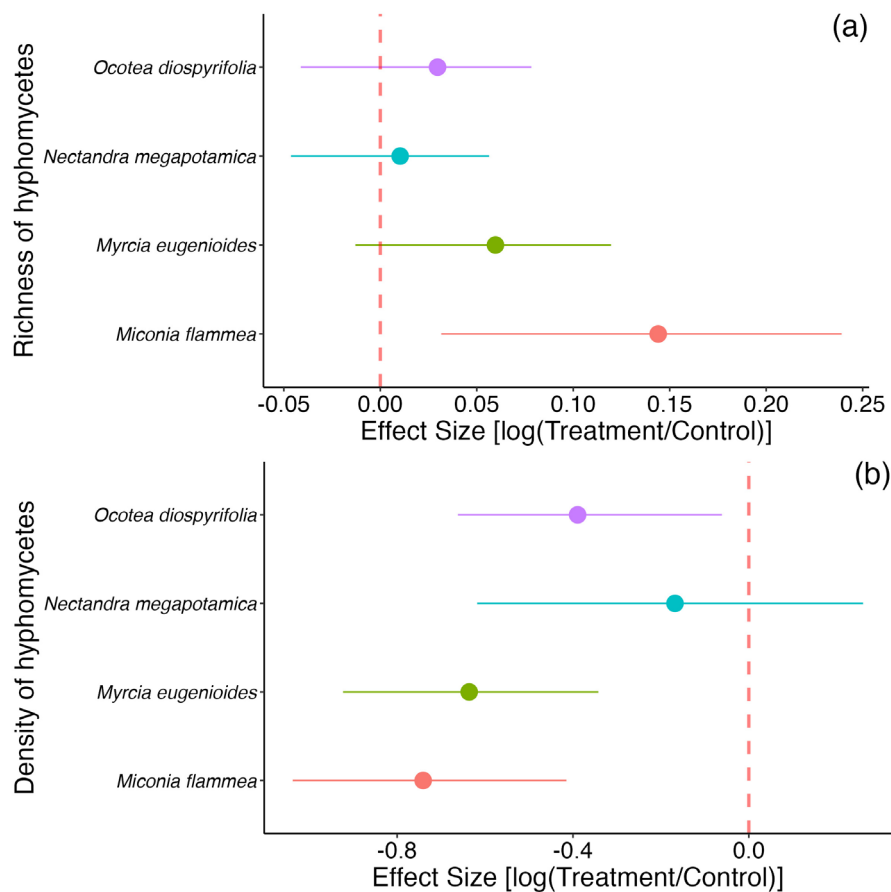 (a)
Richness of hyphomycetes
Ocotea diospyrifolia
Nectandra megapotamica
Myrcia eugenioides
Miconia flammea
-0.05 0.00 0.05 0.10 0.15 0.20 0.25
Effect Size [log(Treatment/Control)]
(b)
Density of hyphomycetes
Ocotea diospyrifolia
Nectandra megapotamica
Myrcia eugenioides
Miconia flammea
-0.8 -0.4 0.0
Effect Size [log(Treatment/Control)]